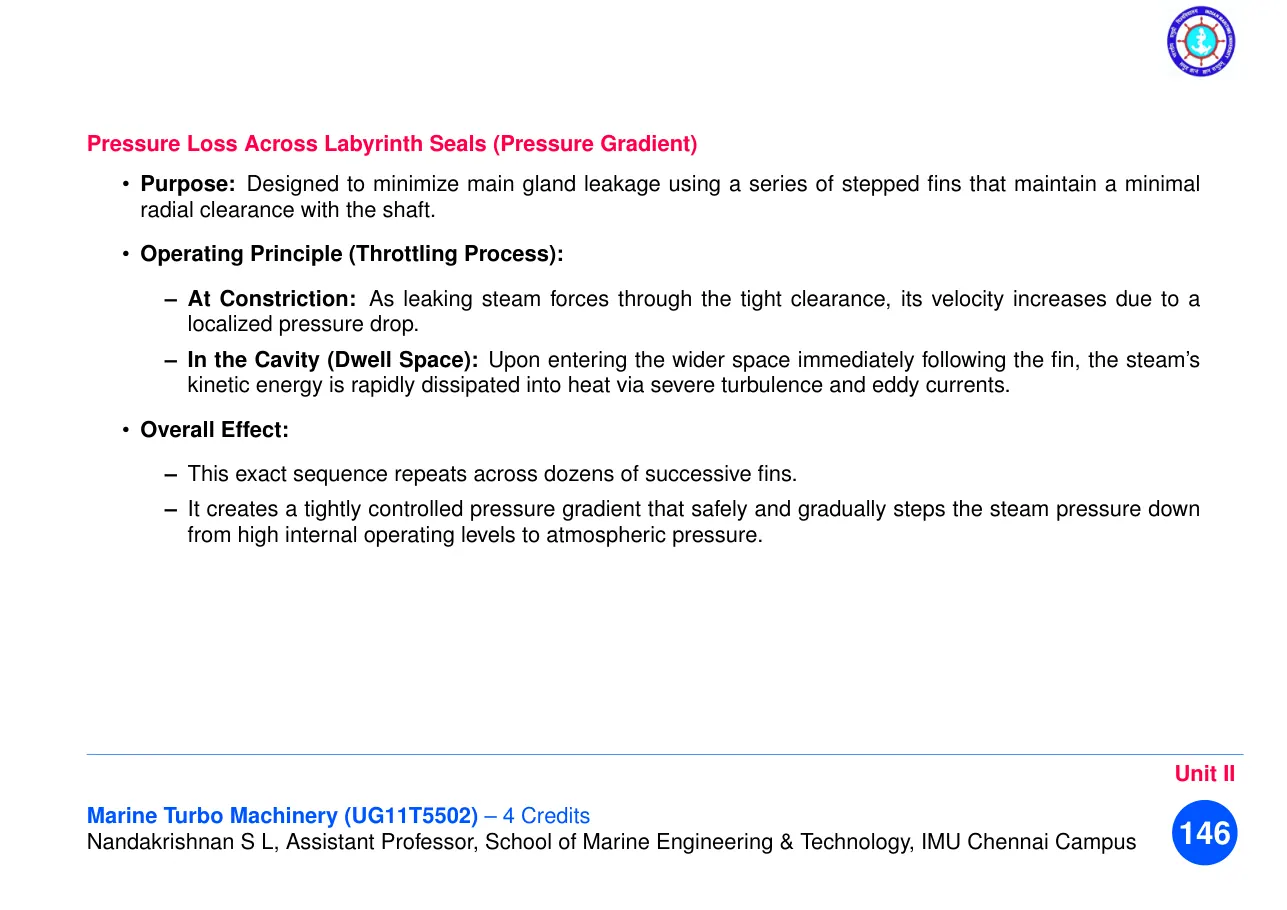 Pressure Loss Across Labyrinth Seals (Pressure Gradient)
• Purpose: Designed to minimize main gland leakage using a series of stepped fins that maintain a minimal
radial clearance with the shaft.
• Operating Principle (Throttling Process):
– At Constriction: As leaking steam forces through the tight clearance, its velocity increases due to a
localized pressure drop.
– In the Cavity (Dwell Space): Upon entering the wider space immediately following the fin, the steam's
kinetic energy is rapidly dissipated into heat via severe turbulence and eddy currents.
• Overall Effect:
– This exact sequence repeats across dozens of successive fins.
– It creates a tightly controlled pressure gradient that safely and gradually steps the steam pressure down
from high internal operating levels to atmospheric pressure.
Unit II
Marine Turbo Machinery (UG11T5502) – 4 Credits
Nandakrishnan S L, Assistant Professor, School of Marine Engineering & Technology, IMU Chennai Campus
146